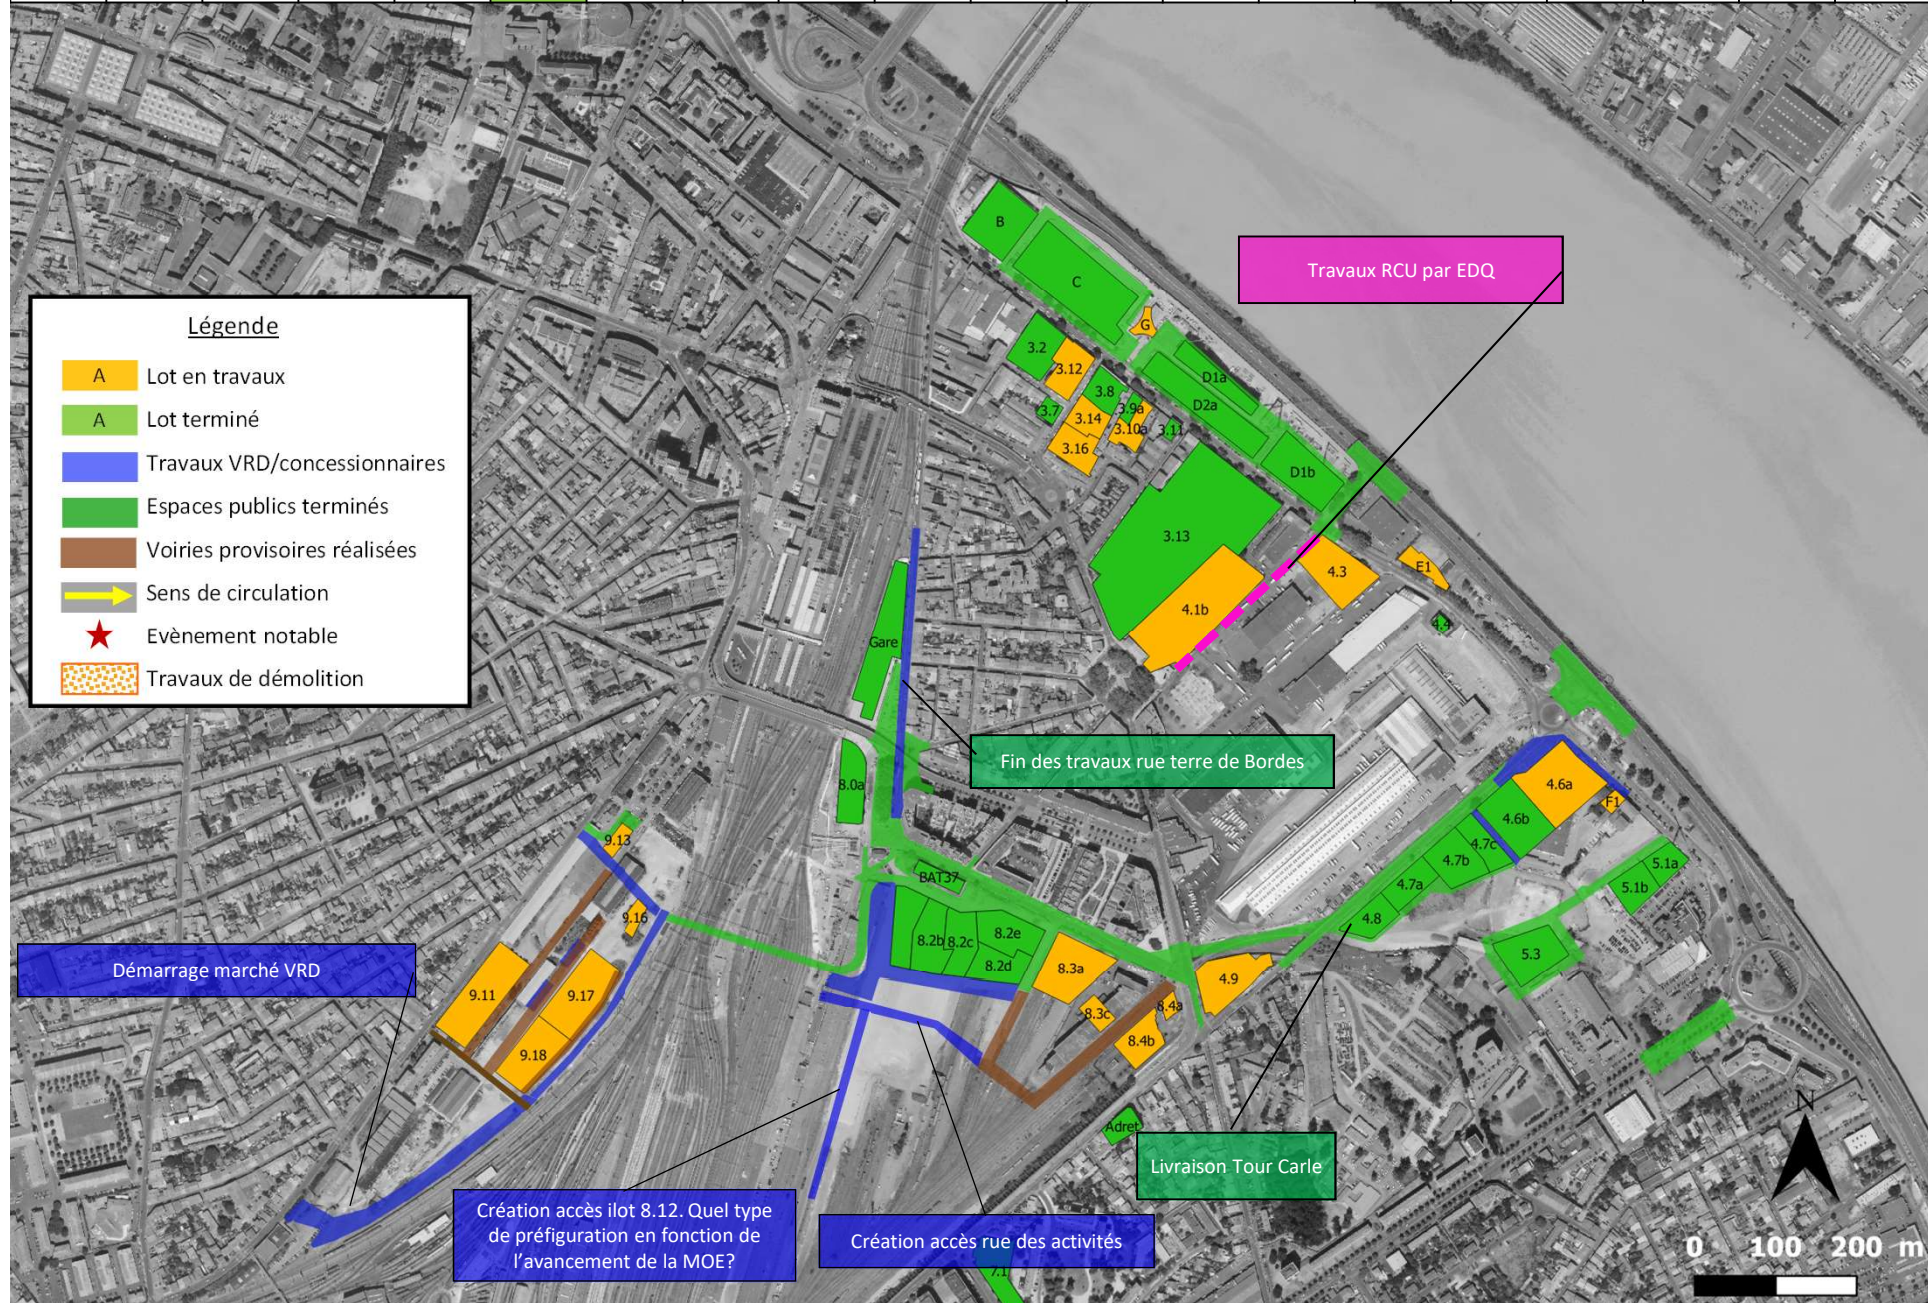 Légende
A Lot en travaux
A Lot terminé
Travaux VRD/concessionnaires
Espaces publics terminés
Voiries provisoires réalisées
Sens de circulation
Evènement notable
Travaux de démolition
B
C
G
Travaux RCU par EDQ
3.2
3.12
3.8
3.7
3.9a
3.14
3.10a
3.11
3.16
D1a
D2a
D1b
3.13
4.1b
4.3
E1
4.4
Gare
Fin des travaux rue terre de Bordes
8.0a
4.6a
F1
4.6b
4.7c
4.7b
4.7a
4.8
5.1a
5.1b
5.3
9.13
9.16
BAT37
8.2b
8.2c
8.2e
8.2d
8.3a
4.9
8.3c
8.4a
8.4b
Démarrage marché VRD
9.11
9.17
9.18
Adret
Livraison Tour Carle
Création accès ilot 8.12. Quel type
de préfiguration en fonction de
l’avancement de la MOE?
Création accès rue des activités
7.1
N
0 100 200 m